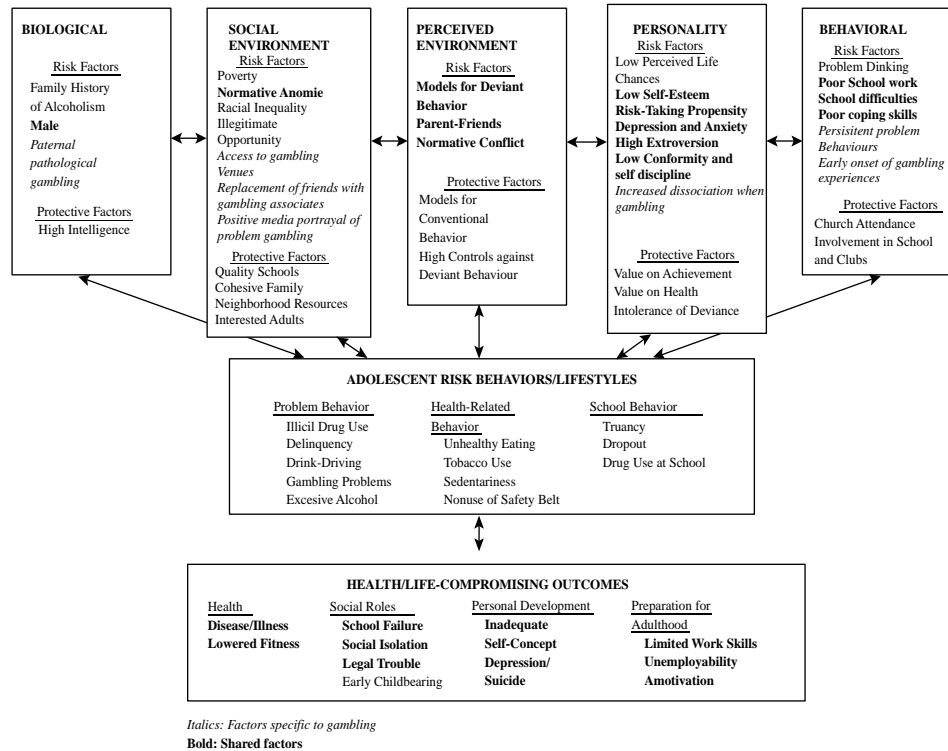 BIOLOGICAL
Risk Factors
Family History
of Alcoholism
Male
Paternal
pathological
gambling
Protective Factors
High Intelligence
SOCIAL
ENVIRONMENT
Risk Factors
Poverty
Normative Anomie
Racial Inequality
Illegitimate
Opportunity
Access to gambling
Venues
Replacement of friends with
gambling associates
Positive media portrayal of
problem gambling
Protective Factors
Quality Schools
Cohesive Family
Neighborhood Resources
Interested Adults
PERCEIVED
ENVIRONMENT
Risk Factors
Models for Deviant
Behavior
Parent-Friends
Normative Conflict
Protective Factors
Models for
Conventional
Behavior
High Controls against
Deviant Behaviour
PERSONALITY
Risk Factors
Low Perceived Life
Chances
Low Self-Esteem
Risk-Taking Propensity
Depression and Anxiety
High Extroversion
Low Conformity and
self discipline
Increased dissociation when
gambling
Protective Factors
Value on Achievement
Value on Health
Intolerance of Deviance
BEHAVIORAL
Risk Factors
Problem Dinking
Poor School work
School difficulties
Poor coping skills
Persisitent problem
Behaviours
Early onset of gambling
experiences
Protective Factors
Church Attendance
Involvement in School
and Clubs
ADOLESCENT RISK BEHAVIORS/LIFESTYLES
Problem Behavior
Illicil Drug Use
Delinquency
Drink-Driving
Gambling Problems
Excesive Alcohol
Health-Related
Behavior
Unhealthy Eating
Tobacco Use
Sedentariness
Nonuse of Safety Belt
School Behavior
Truancy
Dropout
Drug Use at School
HEALTH/LIFE-COMPROMISING OUTCOMES
Health
Disease/Illness
Lowered Fitness
Social Roles
School Failure
Social Isolation
Legal Trouble
Early Childbearing
Personal Development
Inadequate
Self-Concept
Depression/
Suicide
Preparation for
Adulthood
Limited Work Skills
Unemployability
Amotivation
Italics: Factors specific to gambling
Bold: Shared factors